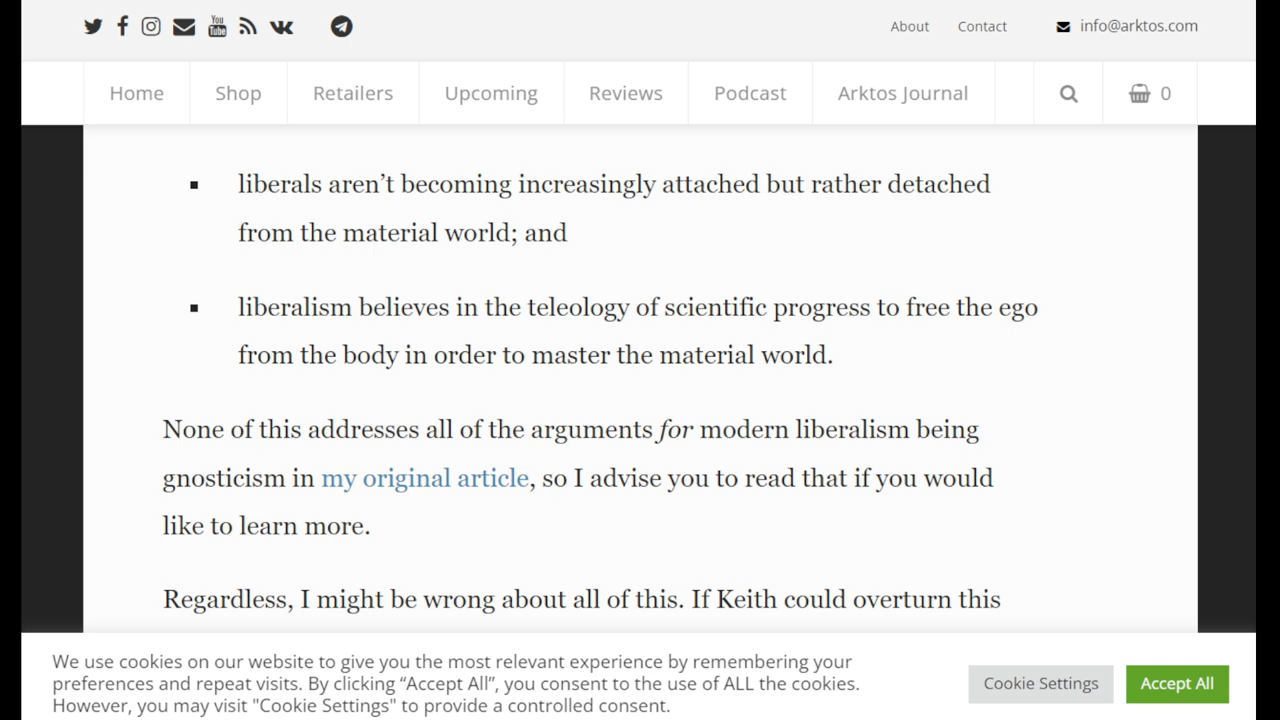 You
Tube
About Contact info@arktos.com
Home Shop Retailers Upcoming Reviews Podcast Arktos Journal 0
▪ liberals aren’t becoming increasingly attached but rather detached
from the material world; and
▪ liberalism believes in the teleology of scientific progress to free the ego
from the body in order to master the material world.
None of this addresses all of the arguments for modern liberalism being
gnosticism in my original article, so I advise you to read that if you would
like to learn more.
Regardless, I might be wrong about all of this. If Keith could overturn this
We use cookies on our website to give you the most relevant experience by remembering your
preferences and repeat visits. By clicking “Accept All”, you consent to the use of ALL the cookies.
However, you may visit "Cookie Settings" to provide a controlled consent.
Cookie Settings Accept All